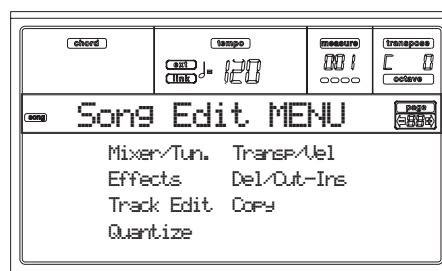 chord tempo measure transpose
ext
link ♩= 120 001 C 0
octave
song Song Edit MENU page
Mixer/Tun. Transp/Vel
Effects Del/Cut-Ins
Track Edit Copy
Quantize